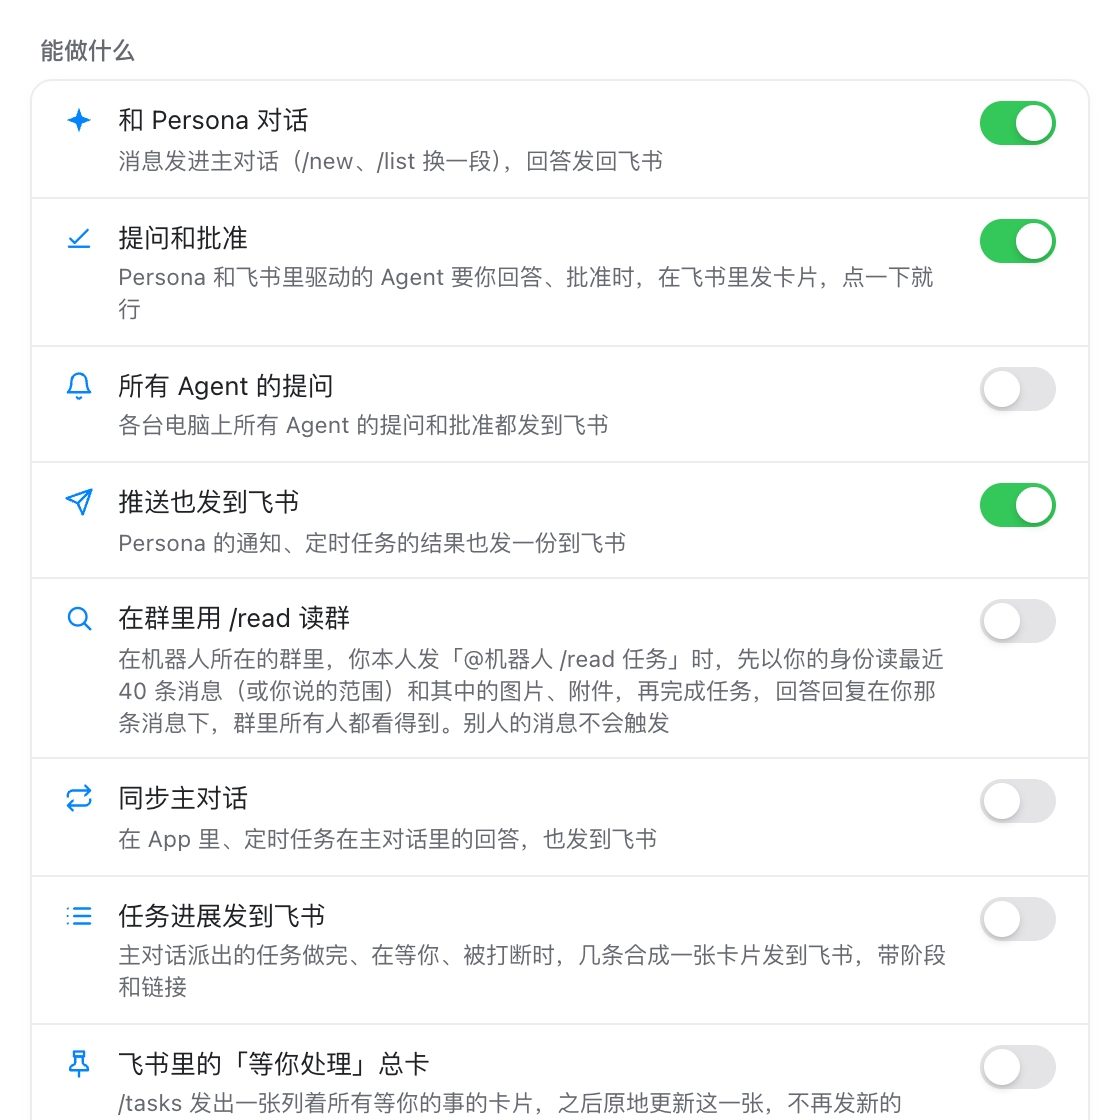 能做什么
和 Persona 对话
消息发进主对话（/new、/list 换一段），回答发回飞书
提问和批准
Persona 和飞书里驱动的 Agent 要你回答、批准时，在飞书里发卡片，点一下就
行
所有 Agent 的提问
各台电脑上所有 Agent 的提问和批准都发到飞书
推送也发到飞书
Persona 的通知、定时任务的结果也发一份到飞书
在群里用 /read 读群
在机器人所在的群里，你本人发「@机器人 /read 任务」时，先以你的身份读最近
40 条消息（或你说的范围）和其中的图片、附件，再完成任务，回答回复在你那
条消息下，群里所有人都看得到。别人的消息不会触发
同步主对话
在 App 里、定时任务在主对话里的回答，也发到飞书
任务进展发到飞书
主对话派出的任务做完、在等你、被打断时，几条合成一张卡片发到飞书，带阶段
和链接
飞书里的「等你处理」总卡
/tasks 发出一张列着所有等你的事的卡片，之后原地更新这一张，不再发新的